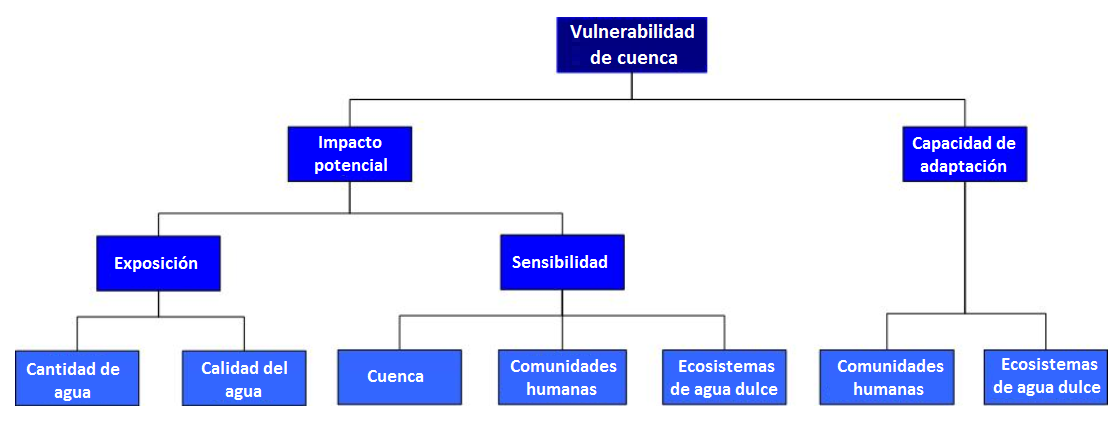 Vulnerabilidad
de cuenca
Impacto
potencial
Capacidad de
adaptación
Exposición
Sensibilidad
Cantidad de
agua
Calidad del
agua
Cuenca
Comunidades
humanas
Ecosistemas
de agua dulce
Comunidades
humanas
Ecosistemas
de agua dulce